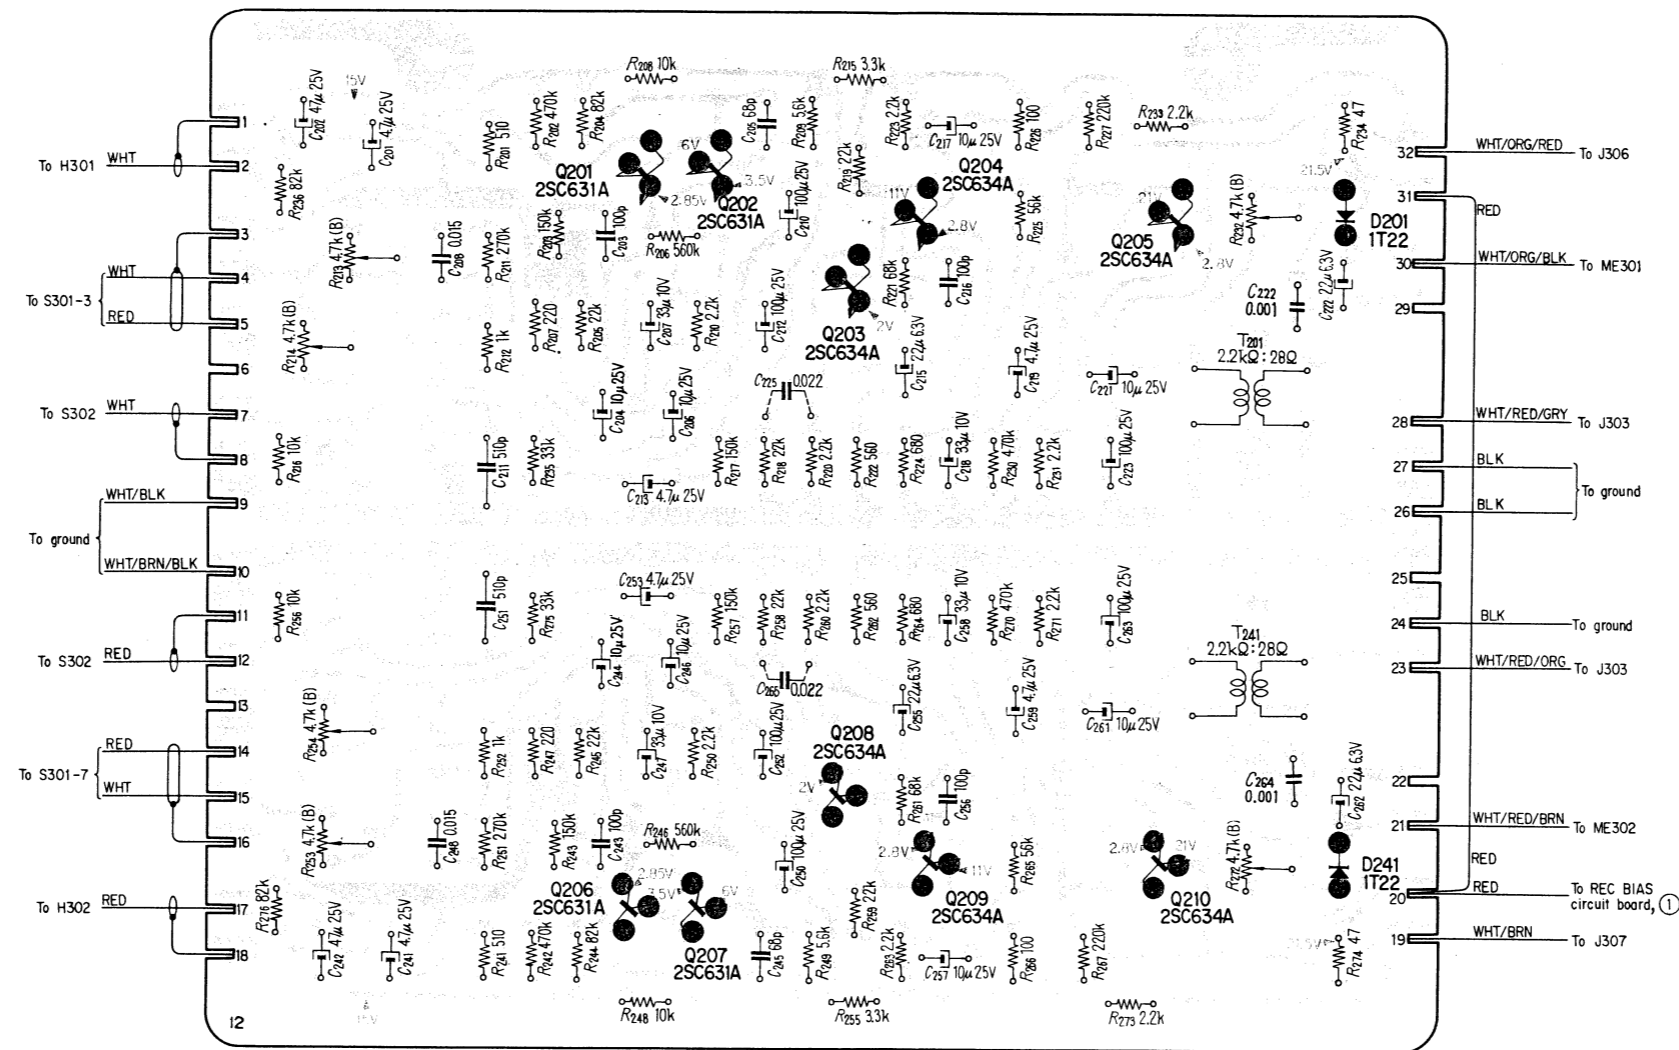 R208 10k
R215 3.3k
15V
C202 47µ 25V
C201 4.7µ 25V
R201 510
R202 470k
R204 82k
C205 68p
R209 5.6k
R223 2.2k
C217 10µ 25V
R226 100
R227 220k
R233 2.2k
R234 47
1
2
To H301
WHT
R236 82k
Q201
2SC631A
6V
3.5V
2.85V
Q202
2SC631A
C210 100µ 25V
R219 22k
Q204
2SC634A
11V
2.8V
R225 56k
21V
Q205
2SC634A
2.8V
R232 4.7k (B)
21.5V
D201
1T22
32
WHT/ORG/RED
To J306
31
RED
30
WHT/ORG/BLK
To ME301
29
3
4
5
6
To S301-3
WHT
RED
R213 4.7k (B)
C208 0.015
R211 270k
R203 150k
C203 100p
R206 560k
Q203
2SC634A
2V
R221 68k
C216 100p
C222
0.001
C222 22µ 6.3V
R214 4.7k (B)
R212 1k
R207 220
R205 22k
C207 33µ 10V
R210 2.2k
C212 100µ 25V
C215 22µ 6.3V
C219 4.7µ 25V
C221 10µ 25V
T201
2.2kΩ:28Ω
7
8
To S302
WHT
C204 10µ 25V
C206 10µ 25V
C225 0.022
28
WHT/RED/GRY
To J303
27
BLK
26
BLK
To ground
R216 10k
C211 510p
R235 33k
C213 4.7µ 25V
R217 150k
R218 22k
R220 2.2k
R222 560
R224 680
C218 33µ 10V
R230 470k
R231 2.2k
C223 100µ 25V
9
WHT/BLK
To ground
WHT/BRN/BLK
10
25
24
BLK
To ground
23
WHT/RED/ORG
To J303
11
12
To S302
RED
R256 10k
C251 510p
R275 33k
C253 4.7µ 25V
R257 150k
R258 22k
R260 2.2k
R262 560
R264 680
C258 33µ 10V
R270 470k
R271 2.2k
C263 100µ 25V
T241
2.2kΩ:28Ω
C244 10µ 25V
C246 10µ 25V
C265 0.022
C255 22µ 6.3V
C259 4.7µ 25V
C261 10µ 25V
13
14
15
16
To S301-7
RED
WHT
R254 4.7k (B)
R252 1k
R247 220
R245 22k
C247 33µ 10V
R250 2.2k
C252 100µ 25V
Q208
2SC634A
2V
R261 68k
C256 100p
C264
0.001
C262 22µ 6.3V
22
21
WHT/RED/BRN
To ME302
RED
R253 4.7k (B)
C248 0.015
R251 270k
R243 150k
C243 100p
R246 560k
C250 100µ 25V
2.8V
11V
R265 56k
2.8V
21V
R272 4.7k (B)
D241
1T22
RED
20
To REC BIAS
circuit board, ①
17
18
To H302
RED
R276 82k
Q206
2SC631A
2.85V
3.5V
6V
Q207
2SC631A
R259 22k
Q209
2SC634A
Q210
2SC634A
21.5V
19
WHT/BRN
To J307
C242 47µ 25V
C241 4.7µ 25V
R241 510
R242 470k
R244 82k
C245 68p
R249 5.6k
R263 2.2k
C257 10µ 25V
R266 100
R267 220k
R274 47
15V
R248 10k
R255 3.3k
R273 2.2k
12